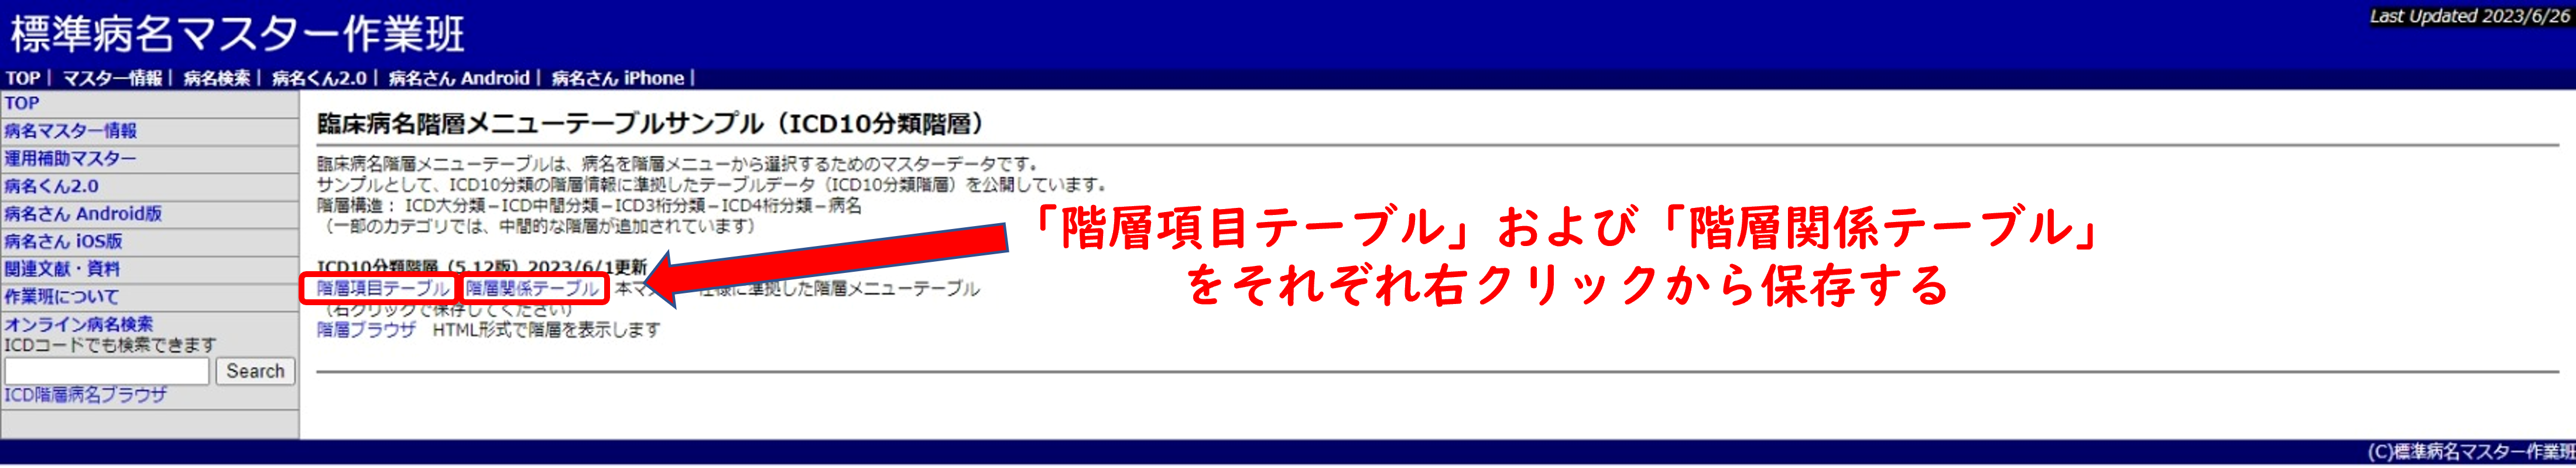 標準病名マスター作業班
Last Updated 2023/6/26
TOP| マスター情報| 病名検索| 病名くん2.0| 病名さん Android| 病名さん iPhone|
TOP
病名マスター情報
運用補助マスター
病名くん2.0
病名さん Android版
病名さん iOS版
関連文献・資料
作業班について
オンライン病名検索
ICDコードでも検索できます
Search
ICD階層病名ブラウザ
臨床病名階層メニューテーブルサンプル（ICD10分類階層）
臨床病名階層メニューテーブルは、病名を階層メニューから選択するためのマスターデータです。
サンプルとして、ICD10分類の階層情報に準拠したテーブルデータ（ICD10分類階層）を公開しています。
階層構造： ICD大分類－ICD中間分類－ICD3桁分類－ICD4桁分類－病名
（一部のカテゴリでは、中間的な階層が追加されています）
ICD10分類階層（5.12版）2023/6/1更新
階層項目テーブル 階層関係テーブル 本マ 仕様に準拠した階層メニューテーブル
（右クリックで保存してください）
階層ブラウザ HTML形式で階層を表示します
「階層項目テーブル」および「階層関係テーブル」
をそれぞれ右クリックから保存する
(C)標準病名マスター作業班